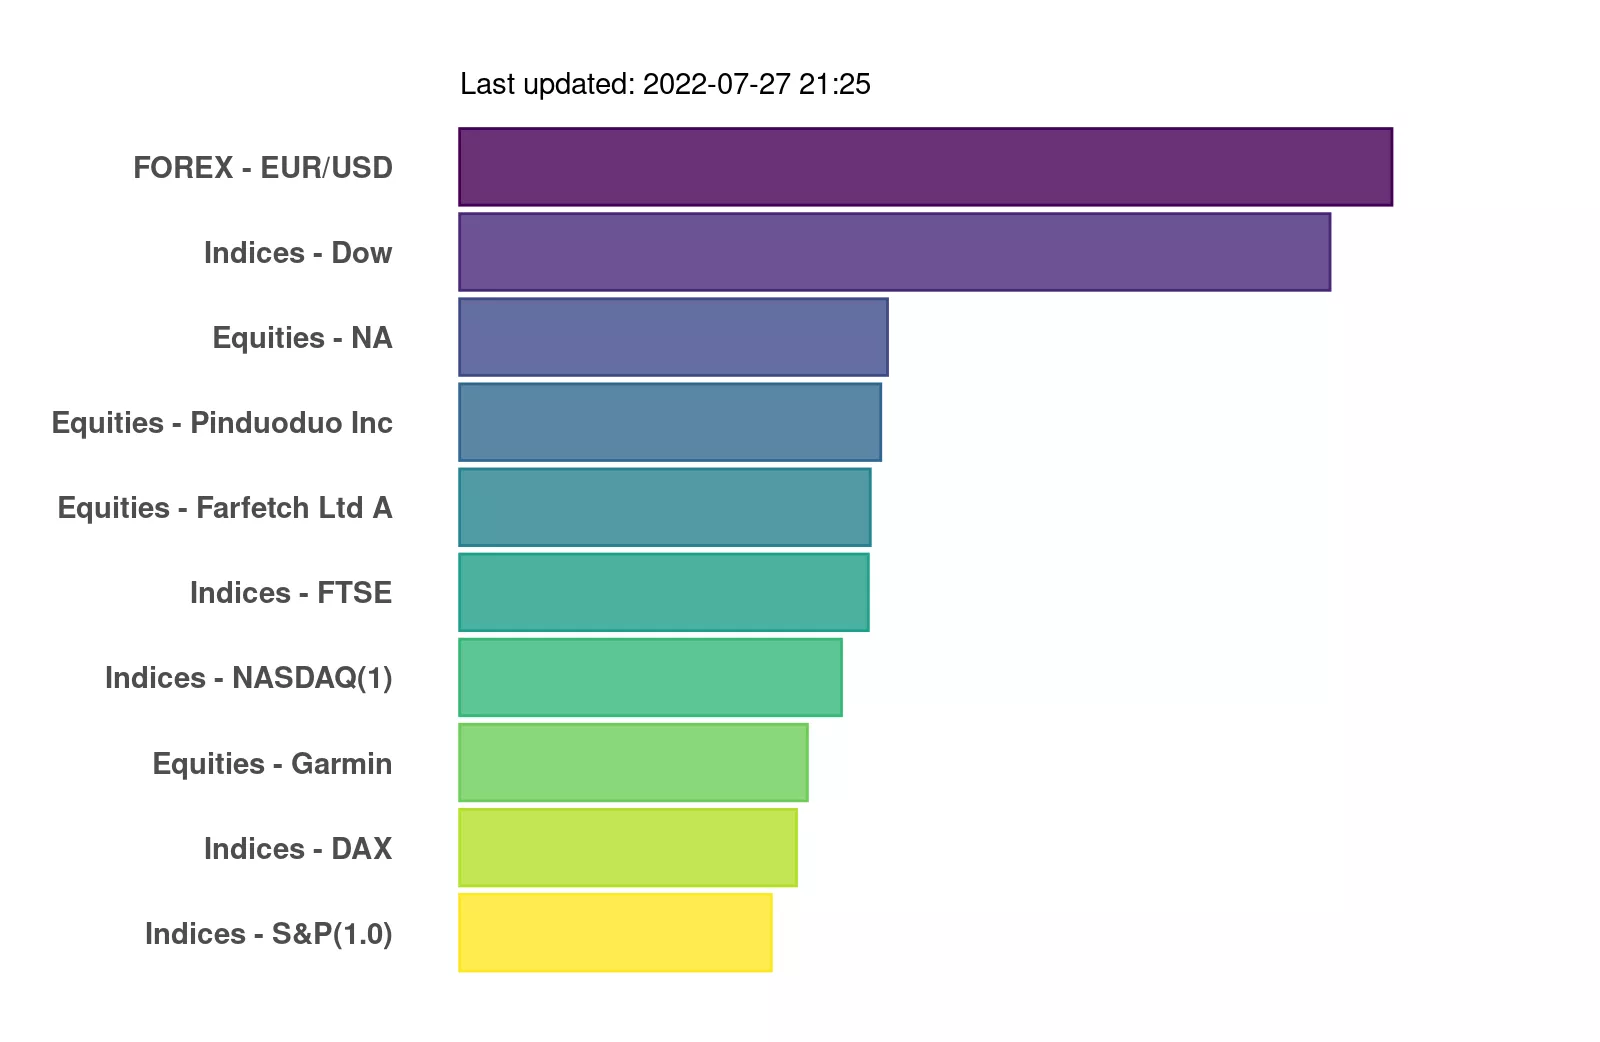 Last updated: 2022-07-27 21:25
FOREX - EUR/USD
Indices - Dow
Equities - NA
Equities - Pinduoduo Inc
Equities - Farfetch Ltd A
Indices - FTSE
Indices - NASDAQ(1)
Equities - Garmin
Indices - DAX
Indices - S&P(1.0)